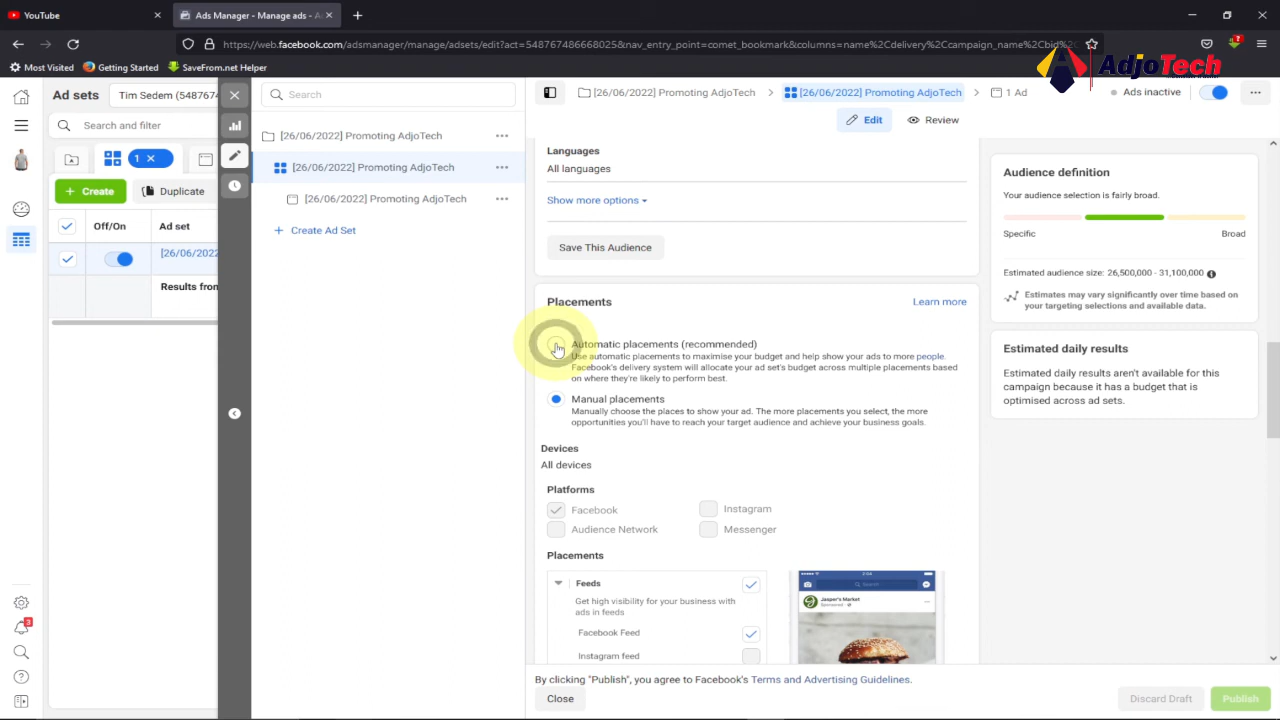 YouTube
Ads Manager - Manage ads - A
https://web.facebook.com/adsmanager/manage/adsets/edit?act=548767486668025&nav_entry_point=comet_bookmark&columns=name%2Cdelivery%2Ccampaign_name%2Cbid%2C
2
Most Visited
Getting Started
SaveFrom.net Helper
AdjoTech
Ad sets
Tim Sedem (54876
Search and filter
1
Create
Duplicate
Off/On
Ad set
[26/06/2022
Results from
3
Search
[26/06/2022] Promoting AdjoTech
[26/06/2022] Promoting AdjoTech
[26/06/2022] Promoting AdjoTech
Create Ad Set
[26/06/2022] Promoting AdjoTech
[26/06/2022] Promoting AdjoTech
1 Ad
Ads inactive
Edit
Review
Languages
All languages
Show more options
Save This Audience
Placements
Learn more
Automatic placements (recommended)
Use automatic placements to maximise your budget and help show your ads to more people.
Facebook's delivery system will allocate your ad set's budget across multiple placements based
on where they're likely to perform best.
Manual placements
Manually choose the places to show your ad. The more placements you select, the more
opportunities you'll have to reach your target audience and achieve your business goals.
Devices
All devices
Platforms
Facebook
Instagram
Audience Network
Messenger
Placements
Feeds
Get high visibility for your business with
ads in feeds
Facebook Feed
Instagram feed
Search
Jasper's Market
Sponsored
Audience definition
Your audience selection is fairly broad.
Specific
Broad
Estimated audience size: 26,500,000 - 31,100,000
Estimates may vary significantly over time based on
your targeting selections and available data.
Estimated daily results
Estimated daily results aren't available for this
campaign because it has a budget that is
optimised across ad sets.
By clicking "Publish", you agree to Facebook's Terms and Advertising Guidelines.
Close
Discard Draft
Publish